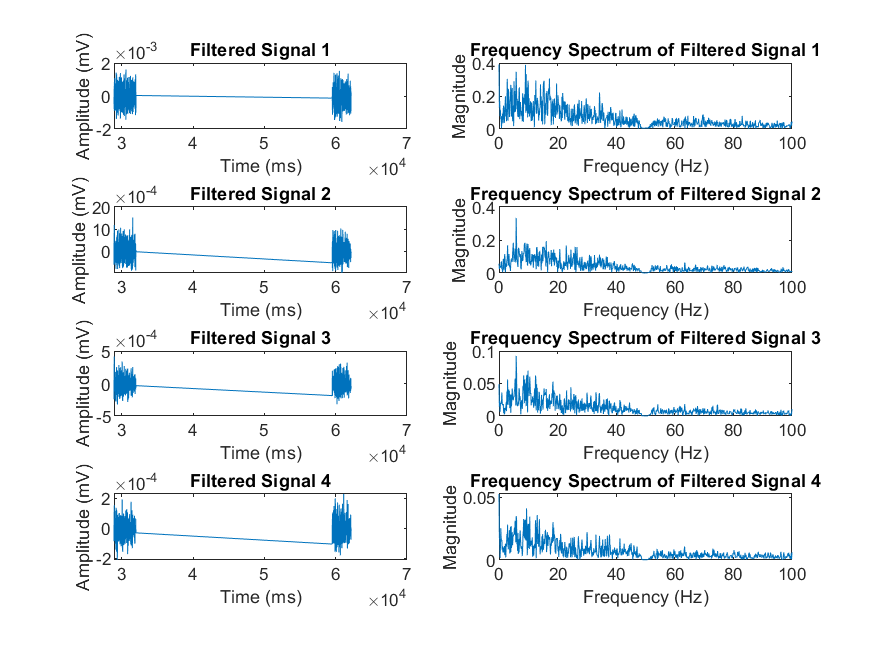 Filtered Signal 1
×10-3
Amplitude (mV)
2
0
-2
3 4 5 6 7
Time (ms)
×104
Frequency Spectrum of Filtered Signal 1
Magnitude
0.4
0.2
0
0 20 40 60 80 100
Frequency (Hz)
Filtered Signal 2
×10-4
Amplitude (mV)
20
10
0
3 4 5 6 7
Time (ms)
×104
Frequency Spectrum of Filtered Signal 2
Magnitude
0.4
0.2
0
0 20 40 60 80 100
Frequency (Hz)
Filtered Signal 3
×10-4
Amplitude (mV)
5
0
-5
3 4 5 6 7
Time (ms)
×104
Frequency Spectrum of Filtered Signal 3
Magnitude
0.1
0.05
0
0 20 40 60 80 100
Frequency (Hz)
Filtered Signal 4
×10-4
Amplitude (mV)
2
0
-2
3 4 5 6 7
Time (ms)
×104
Frequency Spectrum of Filtered Signal 4
Magnitude
0.05
0
0 20 40 60 80 100
Frequency (Hz)